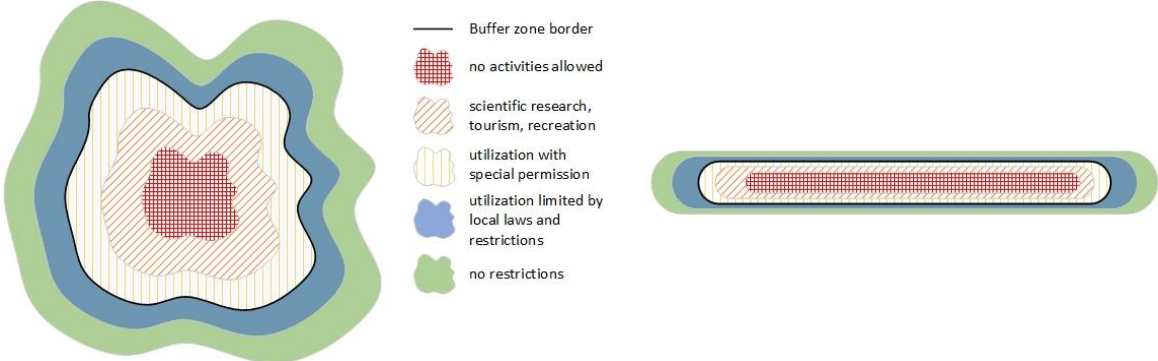 Buffer zone border
no activities allowed
scientific research,
tourism, recreation
utilization with
special permission
utilization limited by
local laws and
restrictions
no restrictions